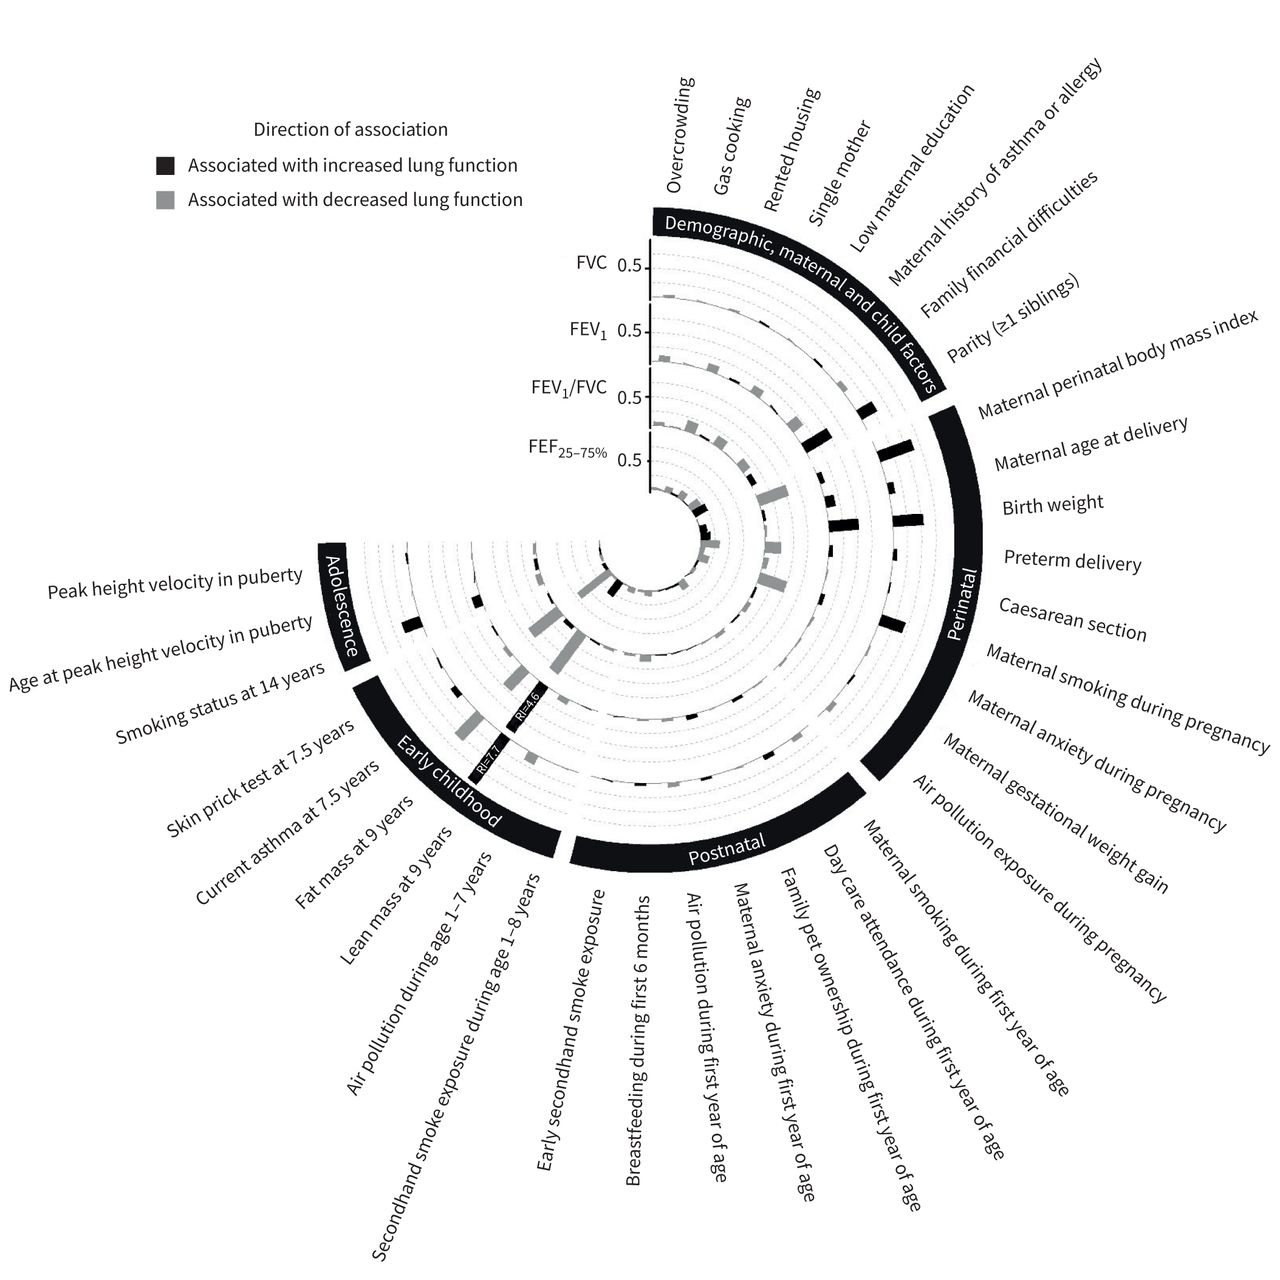 Direction of association
Associated with increased lung function
Associated with decreased lung function
FVC 0.5
FEV1 0.5
FEV1/FVC 0.5
FEF25–75% 0.5
Demographic, maternal and child factors
Overcrowding
Gas cooking
Rented housing
Single mother
Low maternal education
Maternal history of asthma or allergy
Family financial difficulties
Parity (≥1 siblings)
Perinatal
Maternal perinatal body mass index
Maternal age at delivery
Birth weight
Preterm delivery
Caesarean section
Maternal smoking during pregnancy
Maternal anxiety during pregnancy
Maternal gestational weight gain
Air pollution exposure during pregnancy
Postnatal
Maternal smoking during first year of age
Day care attendance during first year of age
Family pet ownership during first year of age
Maternal anxiety during first year of age
Air pollution during first year of age
Breastfeeding during first 6 months
Early secondhand smoke exposure
Early childhood
Secondhand smoke exposure during age 1–8 years
Air pollution during age 1–7 years
Lean mass at 9 years
Fat mass at 9 years
Current asthma at 7.5 years
Skin prick test at 7.5 years
RI=4.6
RI=7.7
Adolescence
Smoking status at 14 years
Age at peak height velocity in puberty
Peak height velocity in puberty